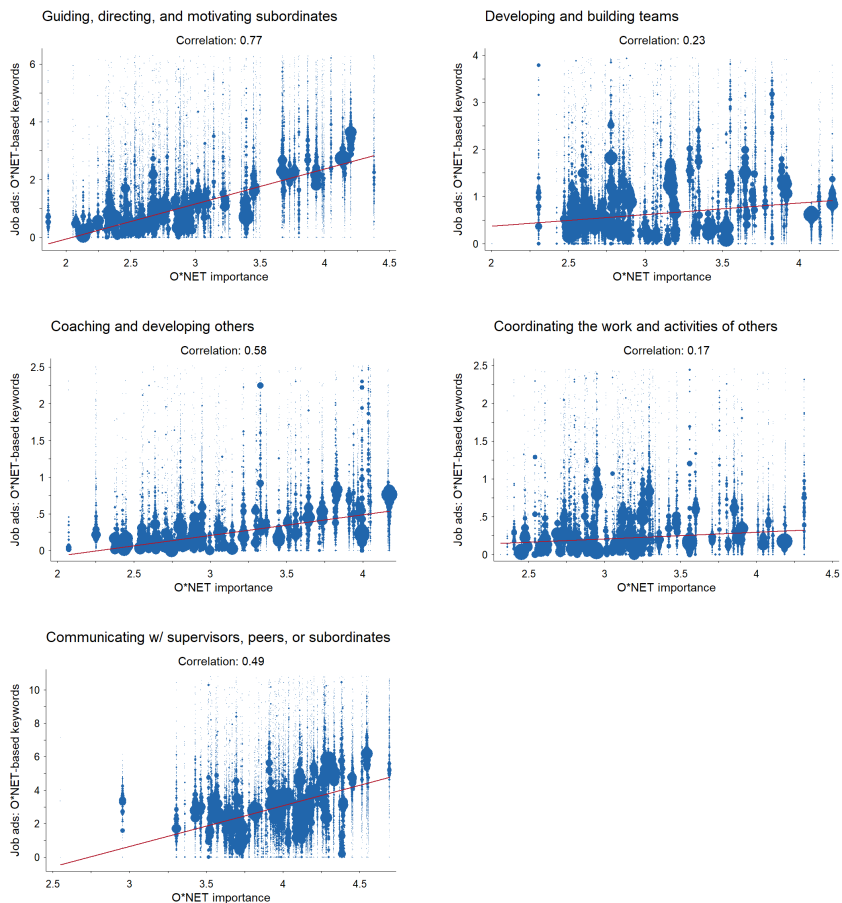 Guiding, directing, and motivating subordinates
Correlation: 0.77
Job ads: O*NET-based keywords
6
4
2
0
2 2.5 3 3.5 4 4.5
O*NET importance
Developing and building teams
Correlation: 0.23
Job ads: O*NET-based keywords
4
3
2
1
0
2 2.5 3 3.5 4
O*NET importance
Coaching and developing others
Correlation: 0.58
Job ads: O*NET-based keywords
2.5
2
1.5
1
.5
0
2 2.5 3 3.5 4
O*NET importance
Coordinating the work and activities of others
Correlation: 0.17
Job ads: O*NET-based keywords
2.5
2
1.5
1
.5
0
2.5 3 3.5 4 4.5
O*NET importance
Communicating w/ supervisors, peers, or subordinates
Correlation: 0.49
Job ads: O*NET-based keywords
10
8
6
4
2
0
2.5 3 3.5 4 4.5
O*NET importance